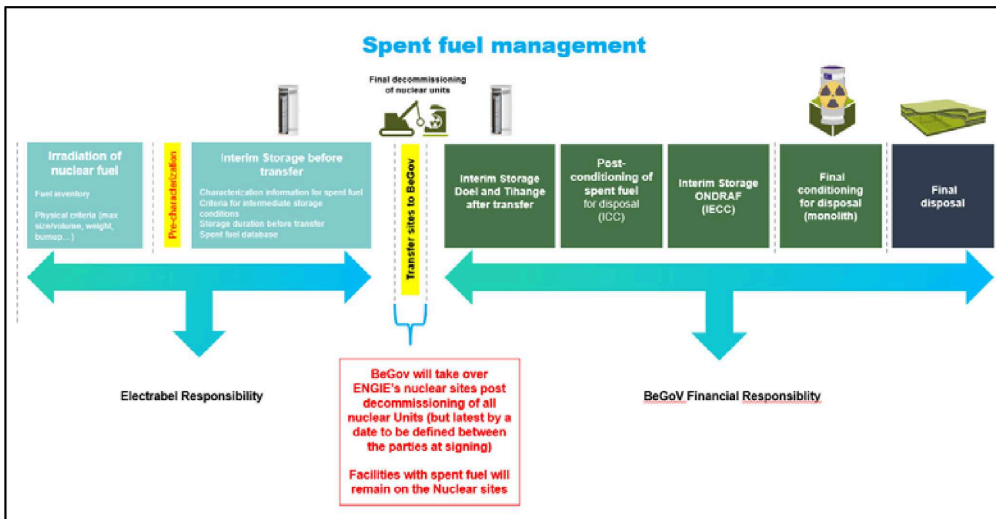 Spent fuel management
Final decommissioning
of nuclear units
Irradiation of
nuclear fuel
Fuel inventory
Physical criteria (max
size/volume, weight,
burnup... )
Pre-characterization
Interim Storage before
transfer
Characterization information for spent fuel
Criteria for intermediate storage
conditions
Storage duration before transfer
Spent fuel database
Transfer sites to BeGov
Interim Storage
Doel and Tihange
after transfer
Post-
conditioning of
spent fuel
for disposal
(ICC)
Interim Storage
ONDRAF
(IECC)
Final
conditioning
for disposal
(monolith)
Final
disposal
Electrabel Responsibility
BeGov will take over
ENGIE's nuclear sites post
decommissioning of all
nuclear Units (but latest by a
date to be defined between
the parties at signing)
Facilities with spent fuel will
remain on the Nuclear sites
BeGoV Financial Responsiblity